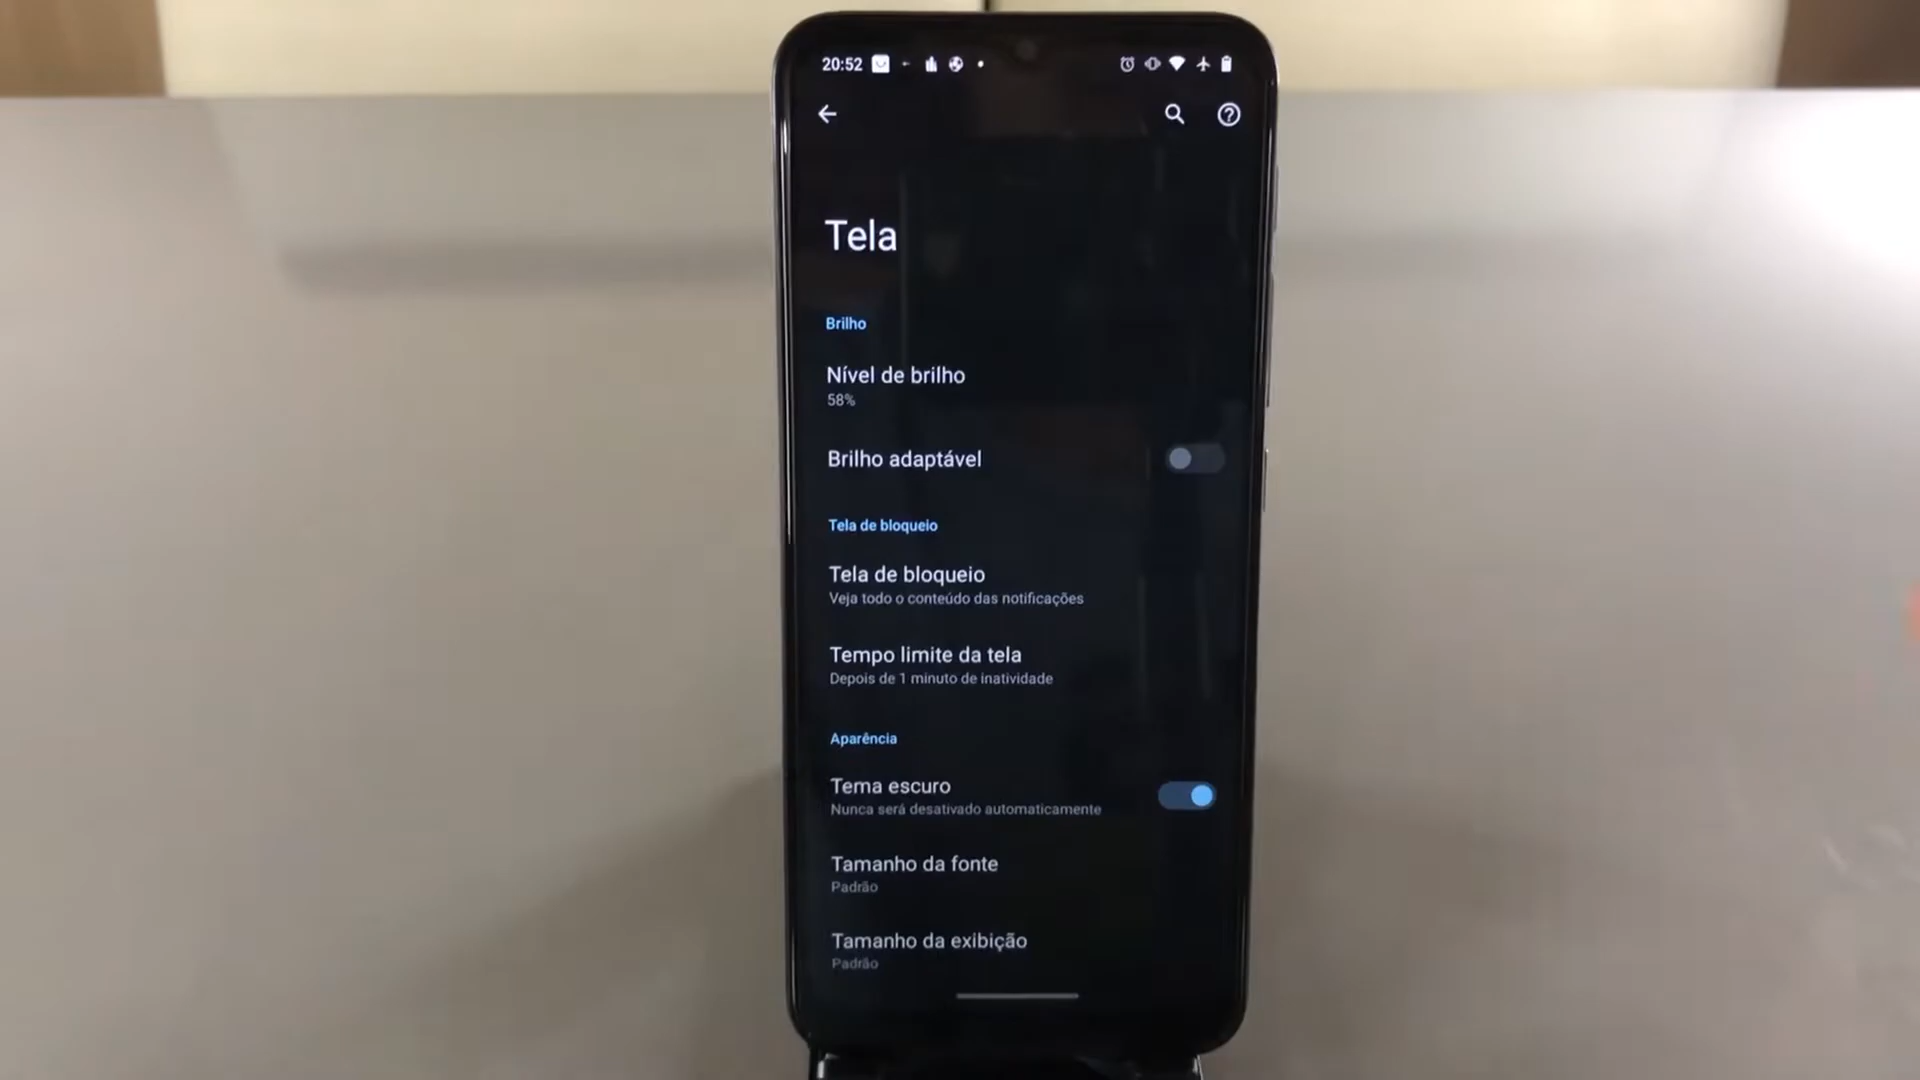 20:52
Tela
Brilho
Nível de brilho
58%
Brilho adaptável
Tela de bloqueio
Tela de bloqueio
Veja todo o conteúdo das notificações
Tempo limite da tela
Depois de 1 minuto de inatividade
Aparência
Tema escuro
Nunca será desativado automaticamente
Tamanho da fonte
Padrão
Tamanho da exibição
Padrão